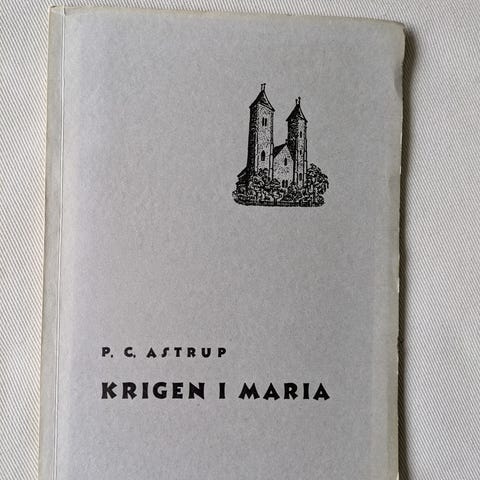 P. C. ASTRUP
KRIGEN I MARIA